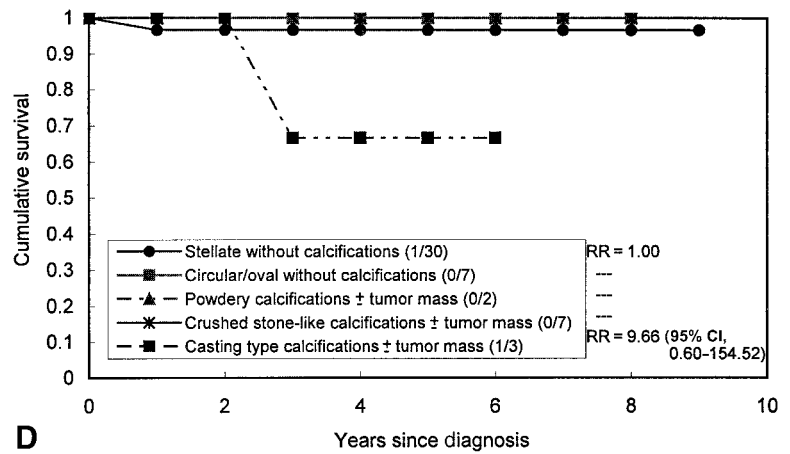 1
0.9
0.8
0.7
0.6
0.5
0.4
0.3
0.2
0.1
0
Cumulative survival
Stellate without calcifications (1/30) RR = 1.00
Circular/oval without calcifications (0/7) ---
Powdery calcifications ± tumor mass (0/2) ---
Crushed stone-like calcifications ± tumor mass (0/7) ---
Casting type calcifications ± tumor mass (1/3) RR = 9.66 (95% CI,
0.60–154.52)
0 2 4 6 8 10
D Years since diagnosis